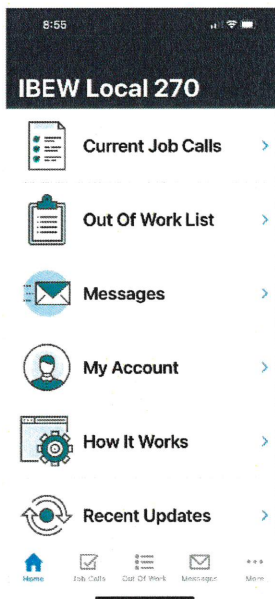 8:55
IBEW Local 270
Current Job Calls
Out Of Work List
Messages
My Account
How It Works
Recent Updates
Home Job Calls Out Of Work Messages More